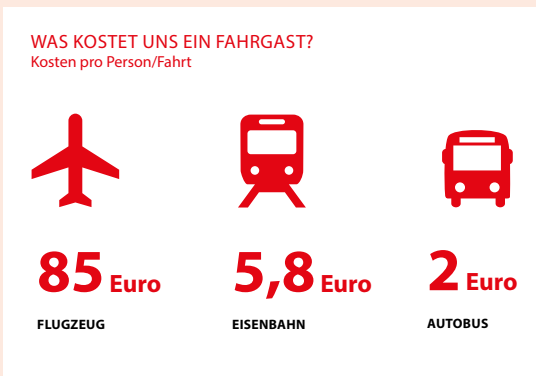 WAS KOSTET UNS EIN FAHRGAST?
Kosten pro Person/Fahrt
85 Euro
5,8 Euro
2 Euro
FLUGZEUG
EISENBAHN
AUTOBUS